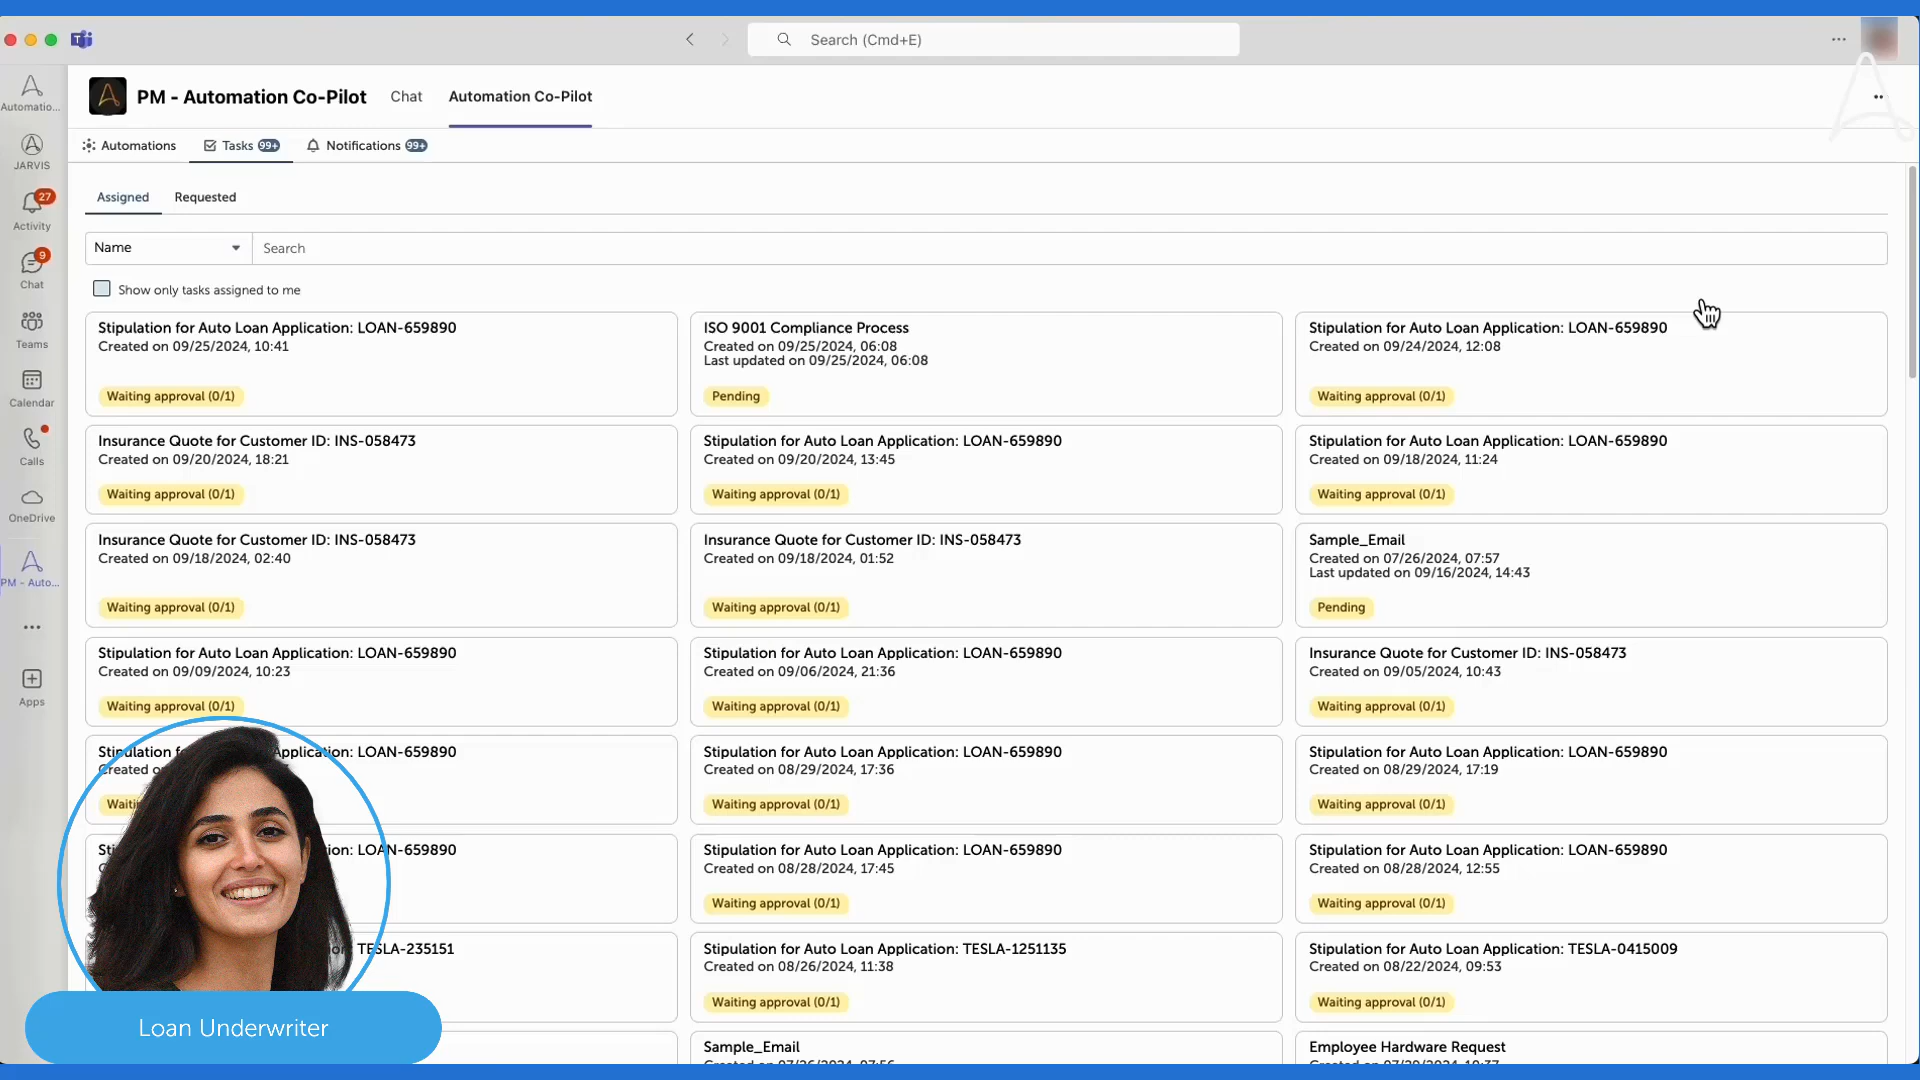 Search (Cmd+E)
Automatio...
PM - Automation Co-Pilot
Chat
Automation Co-Pilot
JARVIS
Automations
Tasks 99+
Notifications 99+
27
Activity
9
Chat
Teams
Calendar
Calls
OneDrive
PM - Auto...
Apps
Assigned
Requested
Name
Search
Show only tasks assigned to me
Stipulation for Auto Loan Application: LOAN-659890
Created on 09/25/2024, 10:41
Waiting approval (0/1)
ISO 9001 Compliance Process
Created on 09/25/2024, 06:08
Last updated on 09/25/2024, 06:08
Pending
Stipulation for Auto Loan Application: LOAN-659890
Created on 09/24/2024, 12:08
Waiting approval (0/1)
Insurance Quote for Customer ID: INS-058473
Created on 09/20/2024, 18:21
Waiting approval (0/1)
Stipulation for Auto Loan Application: LOAN-659890
Created on 09/20/2024, 13:45
Waiting approval (0/1)
Stipulation for Auto Loan Application: LOAN-659890
Created on 09/18/2024, 11:24
Waiting approval (0/1)
Insurance Quote for Customer ID: INS-058473
Created on 09/18/2024, 02:40
Waiting approval (0/1)
Insurance Quote for Customer ID: INS-058473
Created on 09/18/2024, 01:52
Waiting approval (0/1)
Sample_Email
Created on 07/26/2024, 07:57
Last updated on 09/16/2024, 14:43
Pending
Stipulation for Auto Loan Application: LOAN-659890
Created on 09/09/2024, 10:23
Waiting approval (0/1)
Stipulation for Auto Loan Application: LOAN-659890
Created on 09/06/2024, 21:36
Waiting approval (0/1)
Insurance Quote for Customer ID: INS-058473
Created on 09/05/2024, 10:43
Waiting approval (0/1)
Stipulation Application: LOAN-659890
Created
Stipulation for Auto Loan Application: LOAN-659890
Created on 08/29/2024, 17:36
Waiting approval (0/1)
Stipulation for Auto Loan Application: LOAN-659890
Created on 08/29/2024, 17:19
Waiting approval (0/1)
LOAN-659890
Stipulation for Auto Loan Application: LOAN-659890
Created on 08/28/2024, 17:45
Waiting approval (0/1)
Stipulation for Auto Loan Application: LOAN-659890
Created on 08/28/2024, 12:55
Waiting approval (0/1)
TESLA-235151
Stipulation for Auto Loan Application: TESLA-1251135
Created on 08/26/2024, 11:38
Waiting approval (0/1)
Stipulation for Auto Loan Application: TESLA-0415009
Created on 08/22/2024, 09:53
Waiting approval (0/1)
Sample_Email
Employee Hardware Request
Loan Underwriter